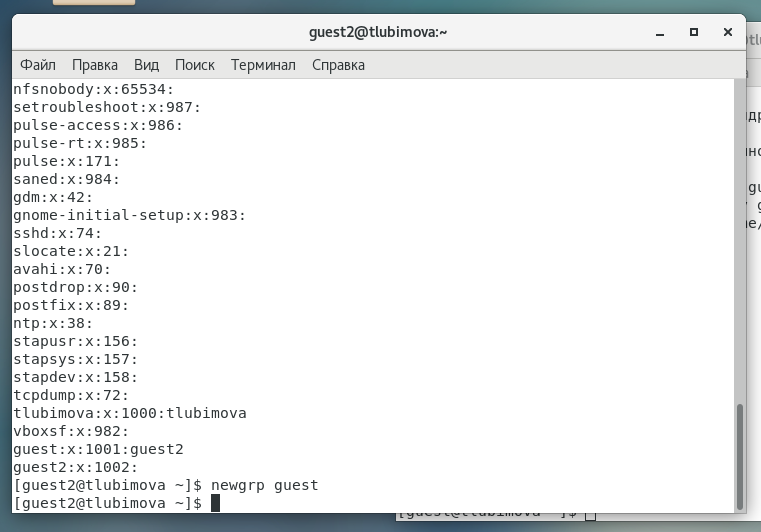 guest2@tlubimova:~
Файл Правка Вид Поиск Терминал Справка
nfsnobody:x:65534:
setroubleshoot:x:987:
pulse-access:x:986:
pulse-rt:x:985:
pulse:x:171:
saned:x:984:
gdm:x:42:
gnome-initial-setup:x:983:
sshd:x:74:
slocate:x:21:
avahi:x:70:
postdrop:x:90:
postfix:x:89:
ntp:x:38:
stapusr:x:156:
stapsys:x:157:
stapdev:x:158:
tcpdump:x:72:
tlubimova:x:1000:tlubimova
vboxsf:x:982:
guest:x:1001:guest2
guest2:x:1002:
[guest2@tlubimova ~]$ newgrp guest
[guest2@tlubimova ~]$